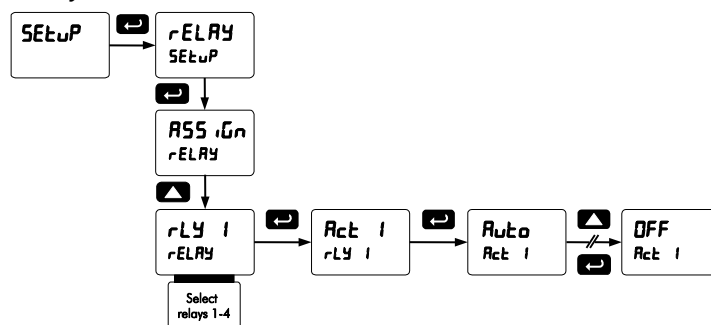 SEtuP
rELAY
SEtuP
ASSiGn
rELAY
rLY 1
rELAY
Act 1
rLY 1
Auto
Act 1
OFF
Act 1
Select
relays 1-4